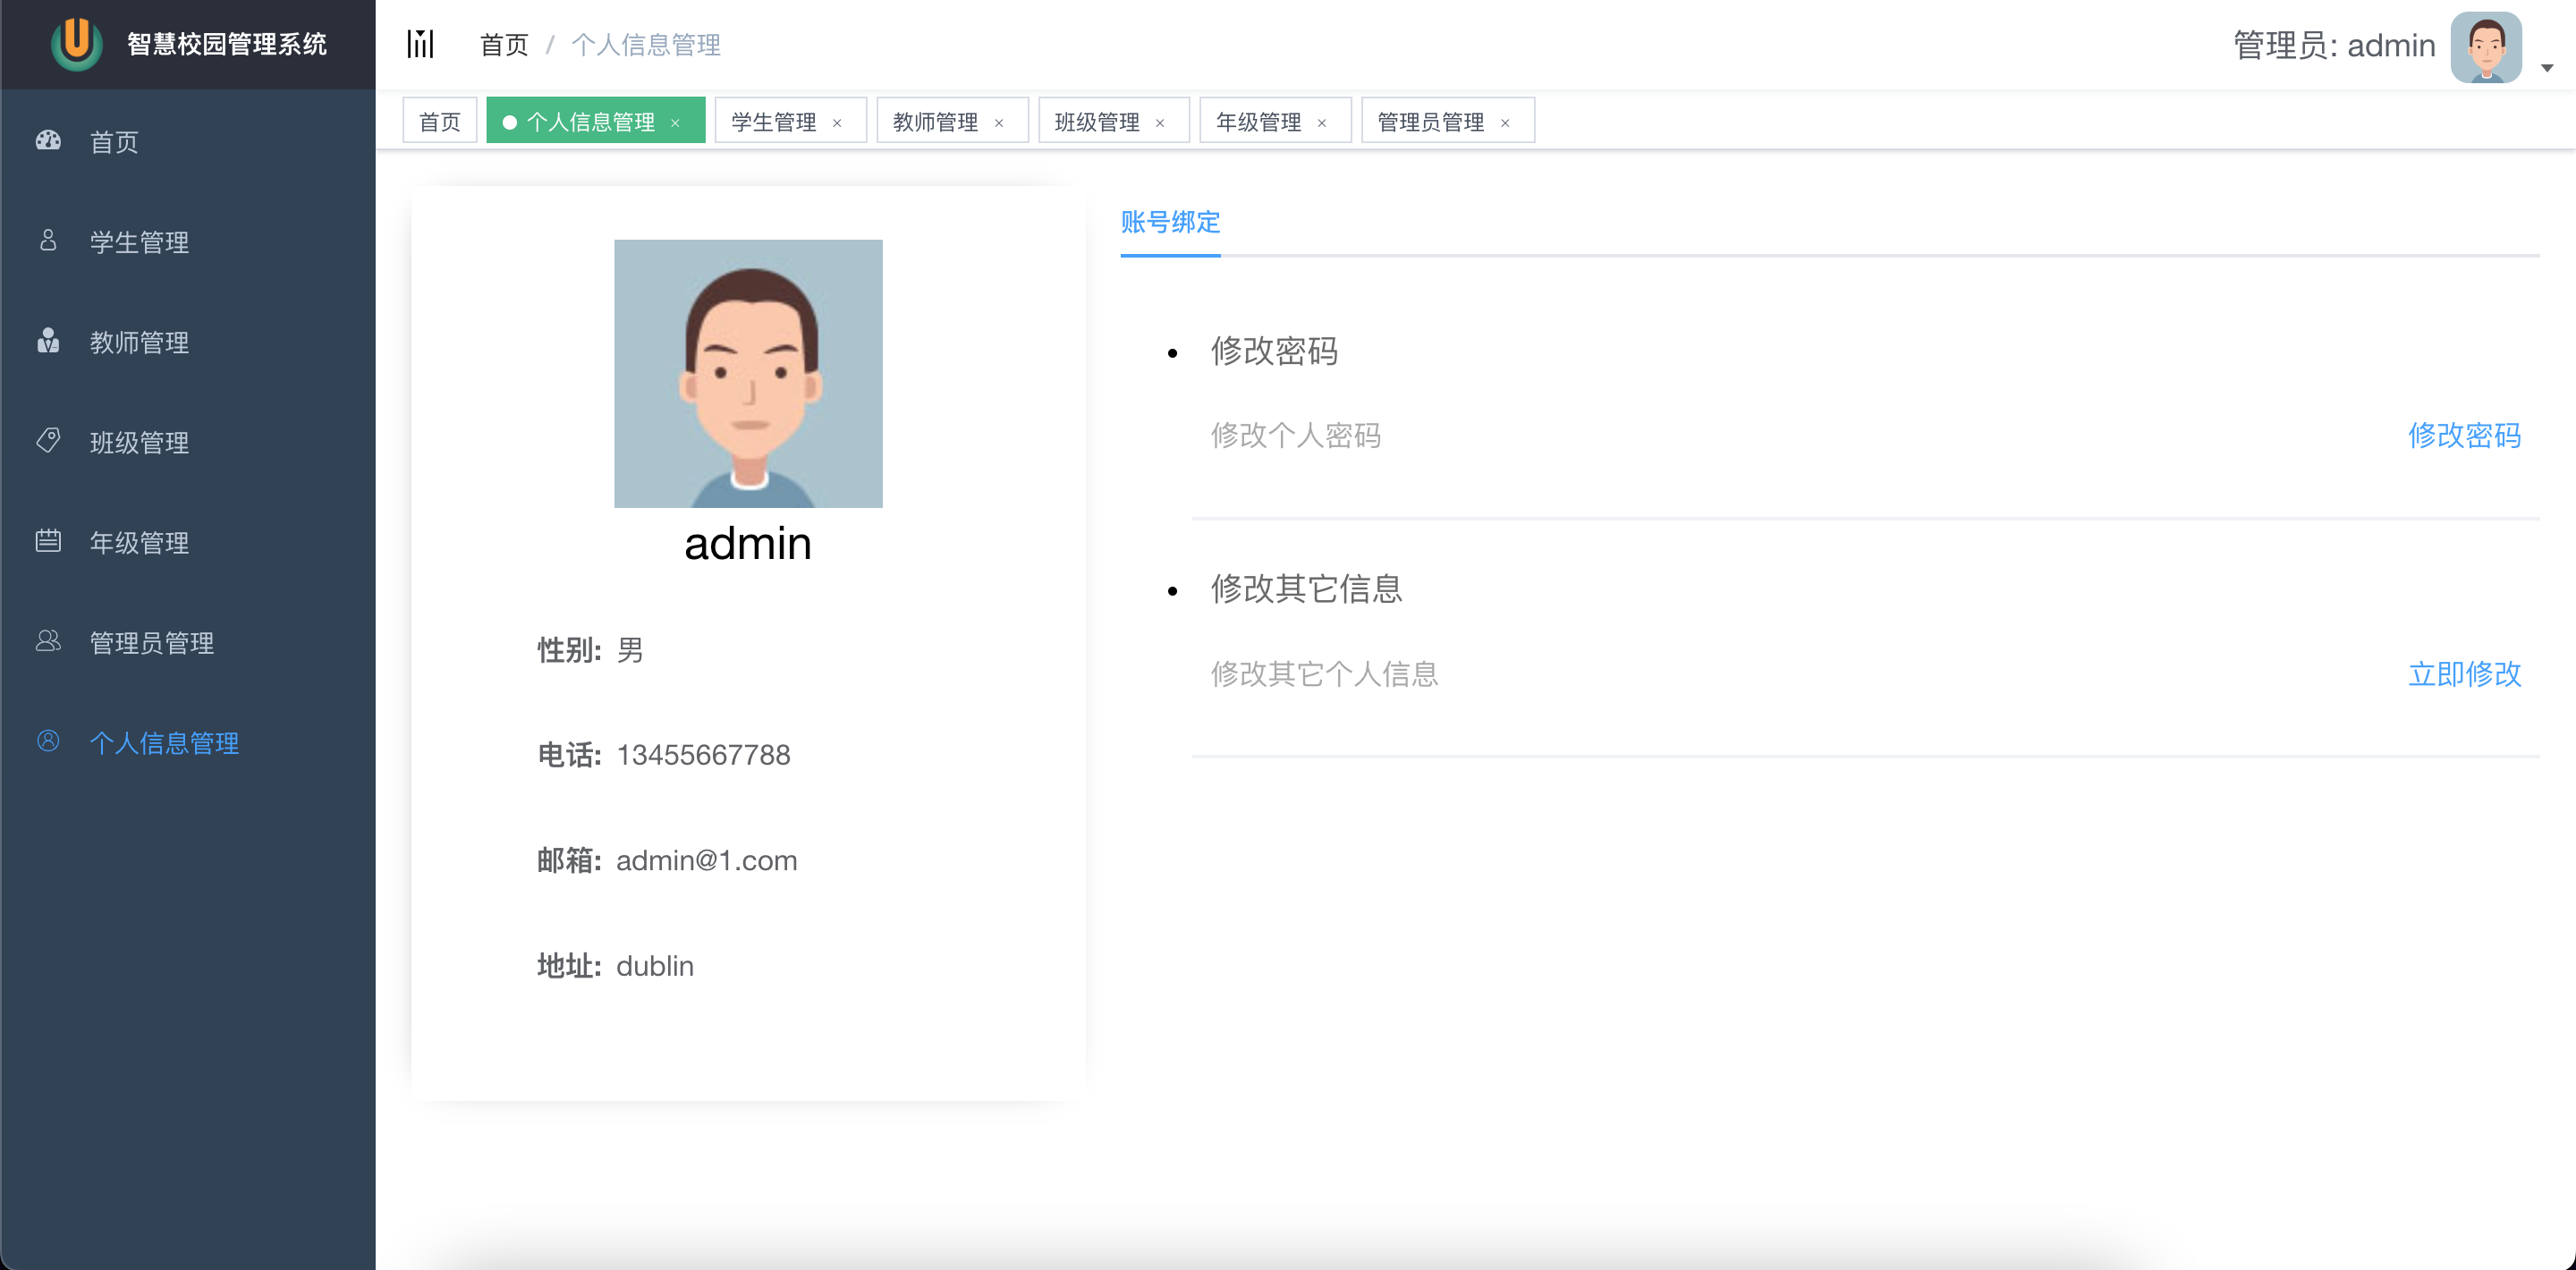 智慧校园管理系统
首页 / 个人信息管理
管理员: admin
首页
个人信息管理 ×
学生管理 ×
教师管理 ×
班级管理 ×
年级管理 ×
管理员管理 ×
首页
学生管理
教师管理
班级管理
年级管理
管理员管理
个人信息管理
admin
性别: 男
电话: 13455667788
邮箱: admin@1.com
地址: dublin
账号绑定
修改密码
修改个人密码
修改密码
修改其它信息
修改其它个人信息
立即修改